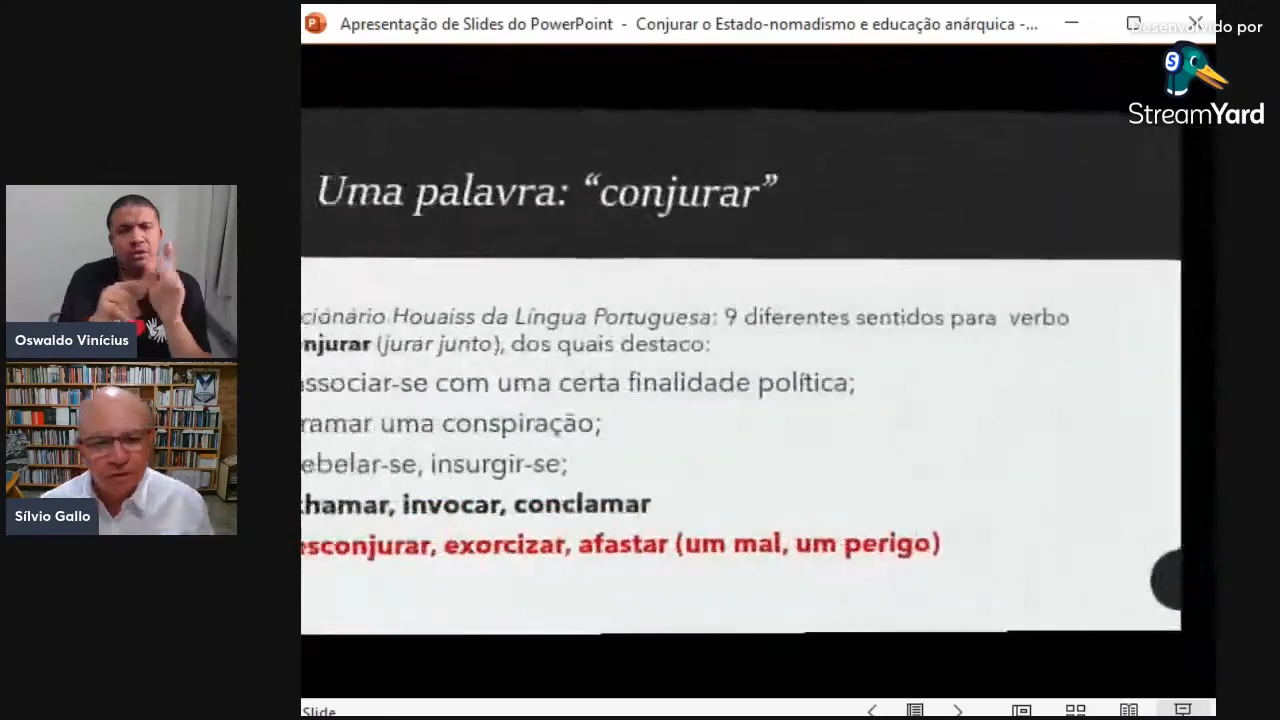 Apresentação de Slides do PowerPoint - Conjurar o Estado-nomadismo e educação anárquica -...
Desenvolvido por
StreamYard
Uma palavra: “conjurar”
cionário Houaiss da Língua Portuguesa: 9 diferentes sentidos para verbo
njurar (jurar junto), dos quais destaco:
ssociar-se com uma certa finalidade política;
ramar uma conspiração;
ebelar-se, insurgir-se;
hamar, invocar, conclamar
sconjurar, exorcizar, afastar (um mal, um perigo)
Oswaldo Vinícius
Sílvio Gallo
Slide